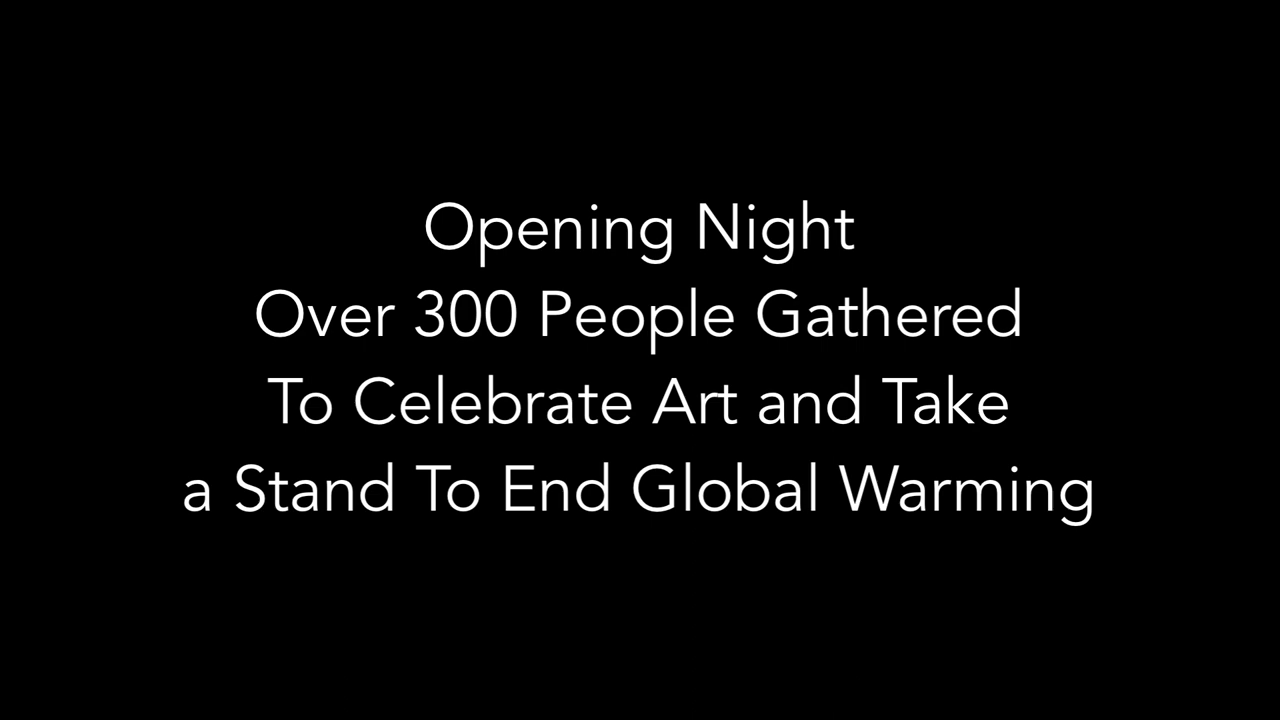 Opening Night
Over 300 People Gathered
To Celebrate Art and Take
a Stand To End Global Warming